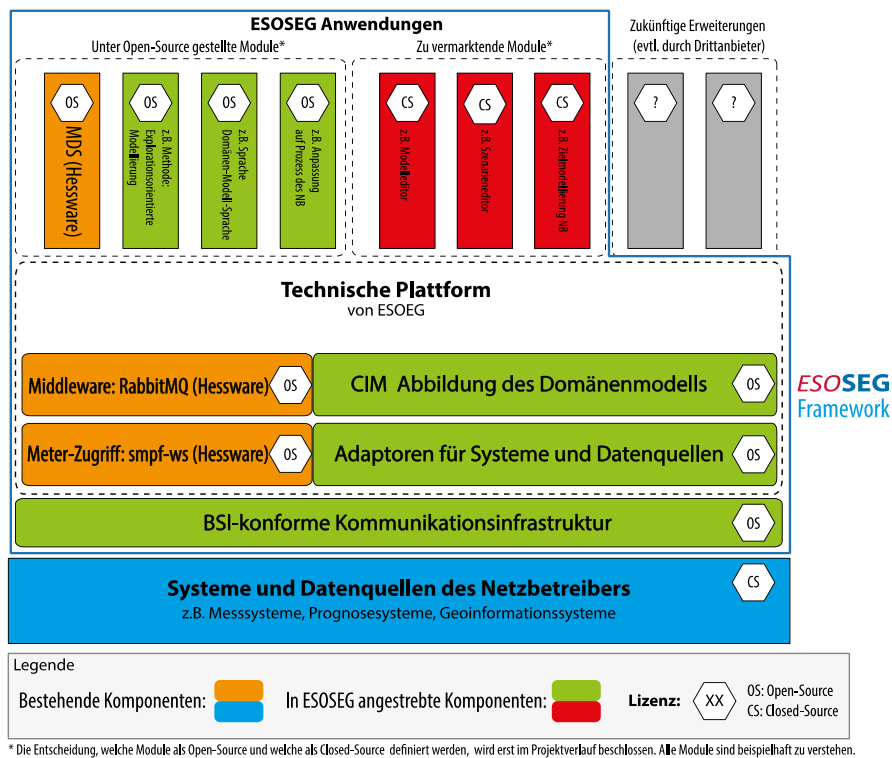 ESOSEG Anwendungen
Unter Open-Source gestellte Module*
Zu vermarktende Module*
Zukünftige Erweiterungen
(evtl. durch Drittanbieter)
OS
MDS (Hessware)
OS
z.B. Methode:
Explorationsorientierte
Modellierung
OS
z.B. Sprache
Domänen-Modell-Sprache
OS
z.B. Anpassung
auf Prozess des NB
CS
z.B. Modelleditor
CS
z.B. Szenarieneditor
CS
z.B. Zielmodellierung NB
?
?
Technische Plattform
von ESOEG
Middleware: RabbitMQ (Hessware)
OS
CIM Abbildung des Domänenmodells
OS
ESOSEG
Framework
Meter-Zugriff: smpf-ws (Hessware)
OS
Adaptoren für Systeme und Datenquellen
OS
BSI-konforme Kommunikationsinfrastruktur
OS
Systeme und Datenquellen des Netzbetreibers
CS
z.B. Messsysteme, Prognosesysteme, Geoinformationssysteme
Legende
Bestehende Komponenten:
In ESOSEG angestrebte Komponenten:
Lizenz:
XX
OS: Open-Source
CS: Closed-Source
* Die Entscheidung, welche Module als Open-Source und welche als Closed-Source definiert werden, wird erst im Projektverlauf beschlossen. Alle Module sind beispielhaft zu verstehen.